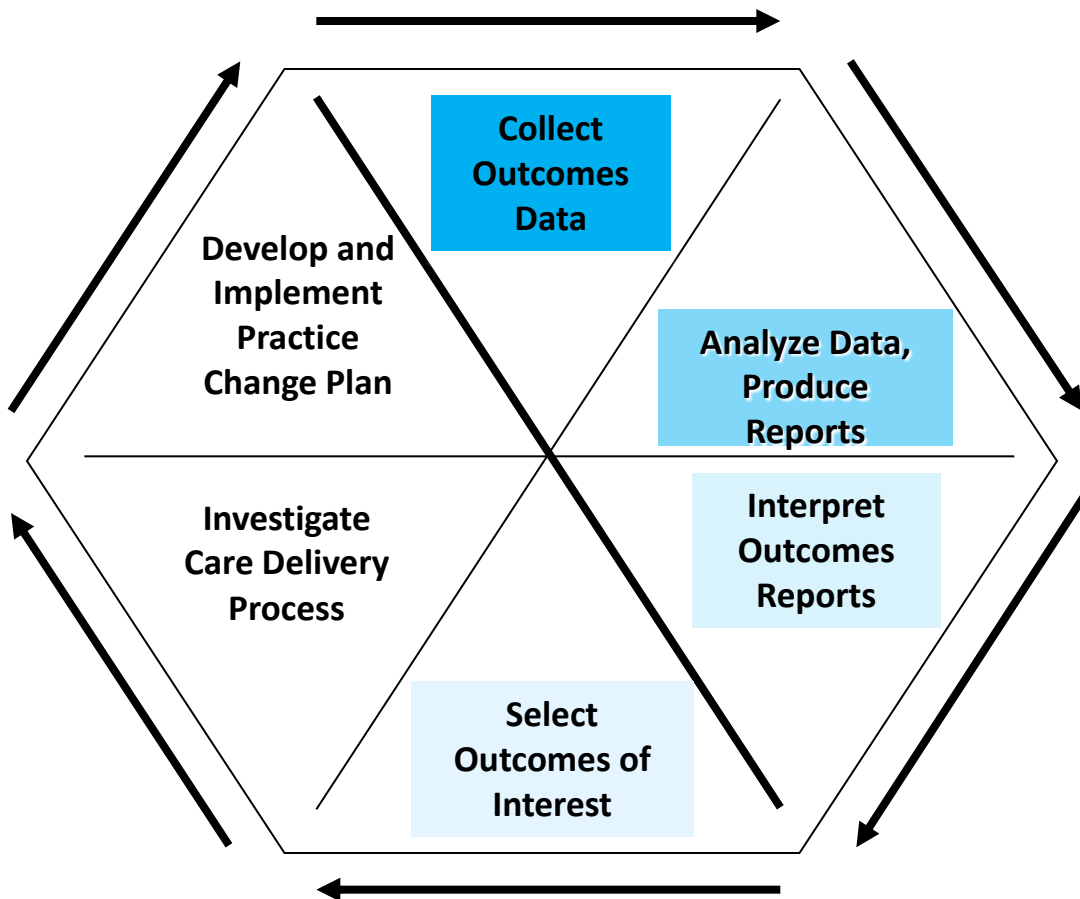 Collect
Outcomes
Data
Analyze Data,
Produce
Reports
Interpret
Outcomes
Reports
Select
Outcomes of
Interest
Investigate
Care Delivery
Process
Develop and
Implement
Practice
Change Plan